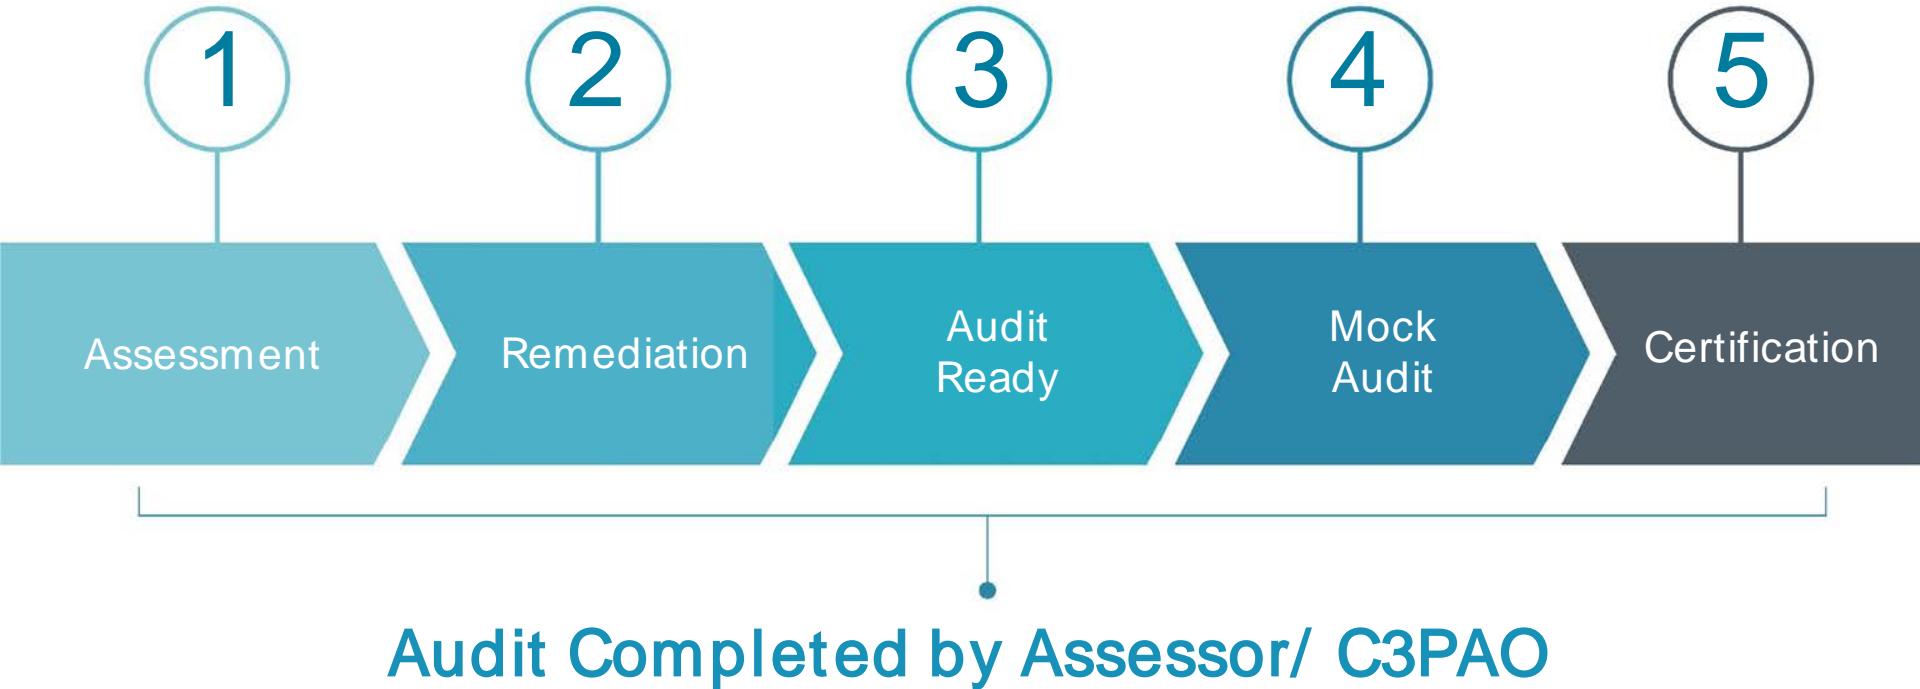 1
2
3
4
5
Assessment
Remediation
Audit
Ready
Mock
Audit
Certification
Audit Completed by Assessor/ C3PAO